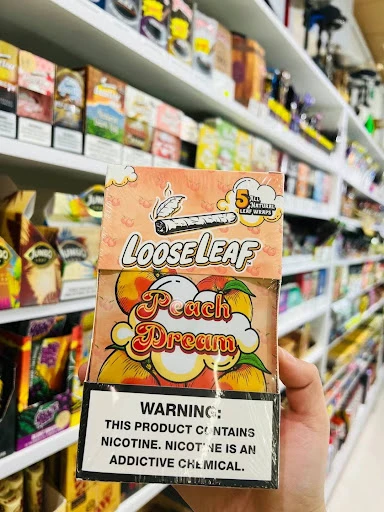 5 ALL
NATURAL
LEAF WRAPS
LOOSELEAF
Peach
Dream
WARNING:
THIS PRODUCT CONTAINS
NICOTINE. NICOTINE IS AN
ADDICTIVE CHEMICAL.